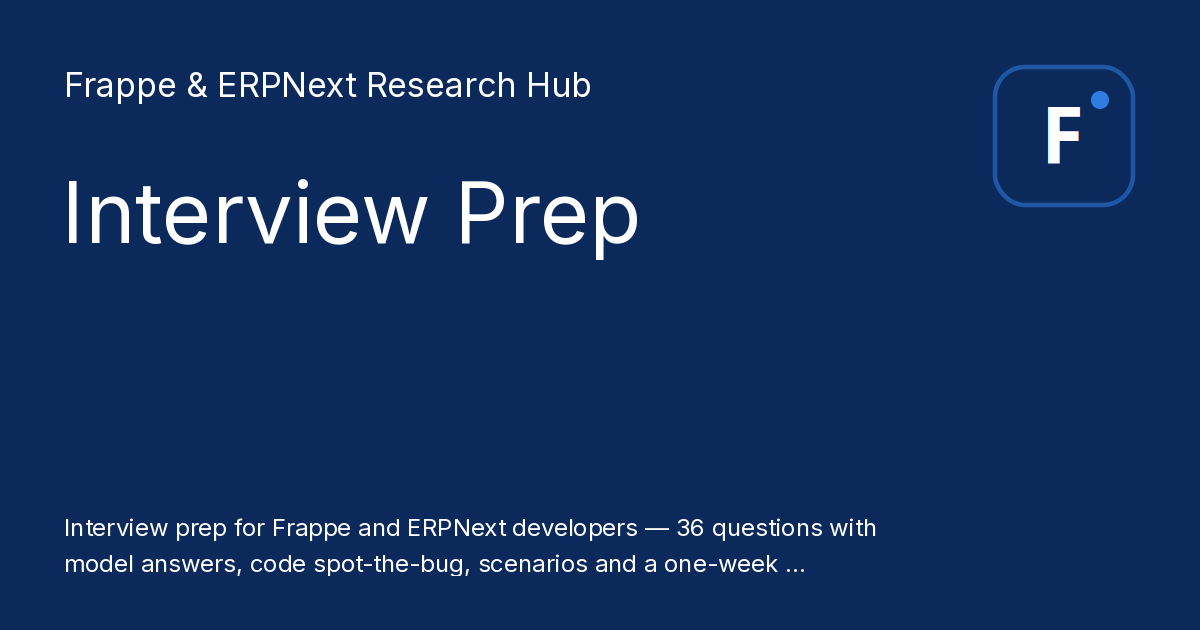 Frappe & ERPNext Research Hub
F
Interview Prep
Interview prep for Frappe and ERPNext developers — 36 questions with
model answers, code spot-the-bug, scenarios and a one-week ...